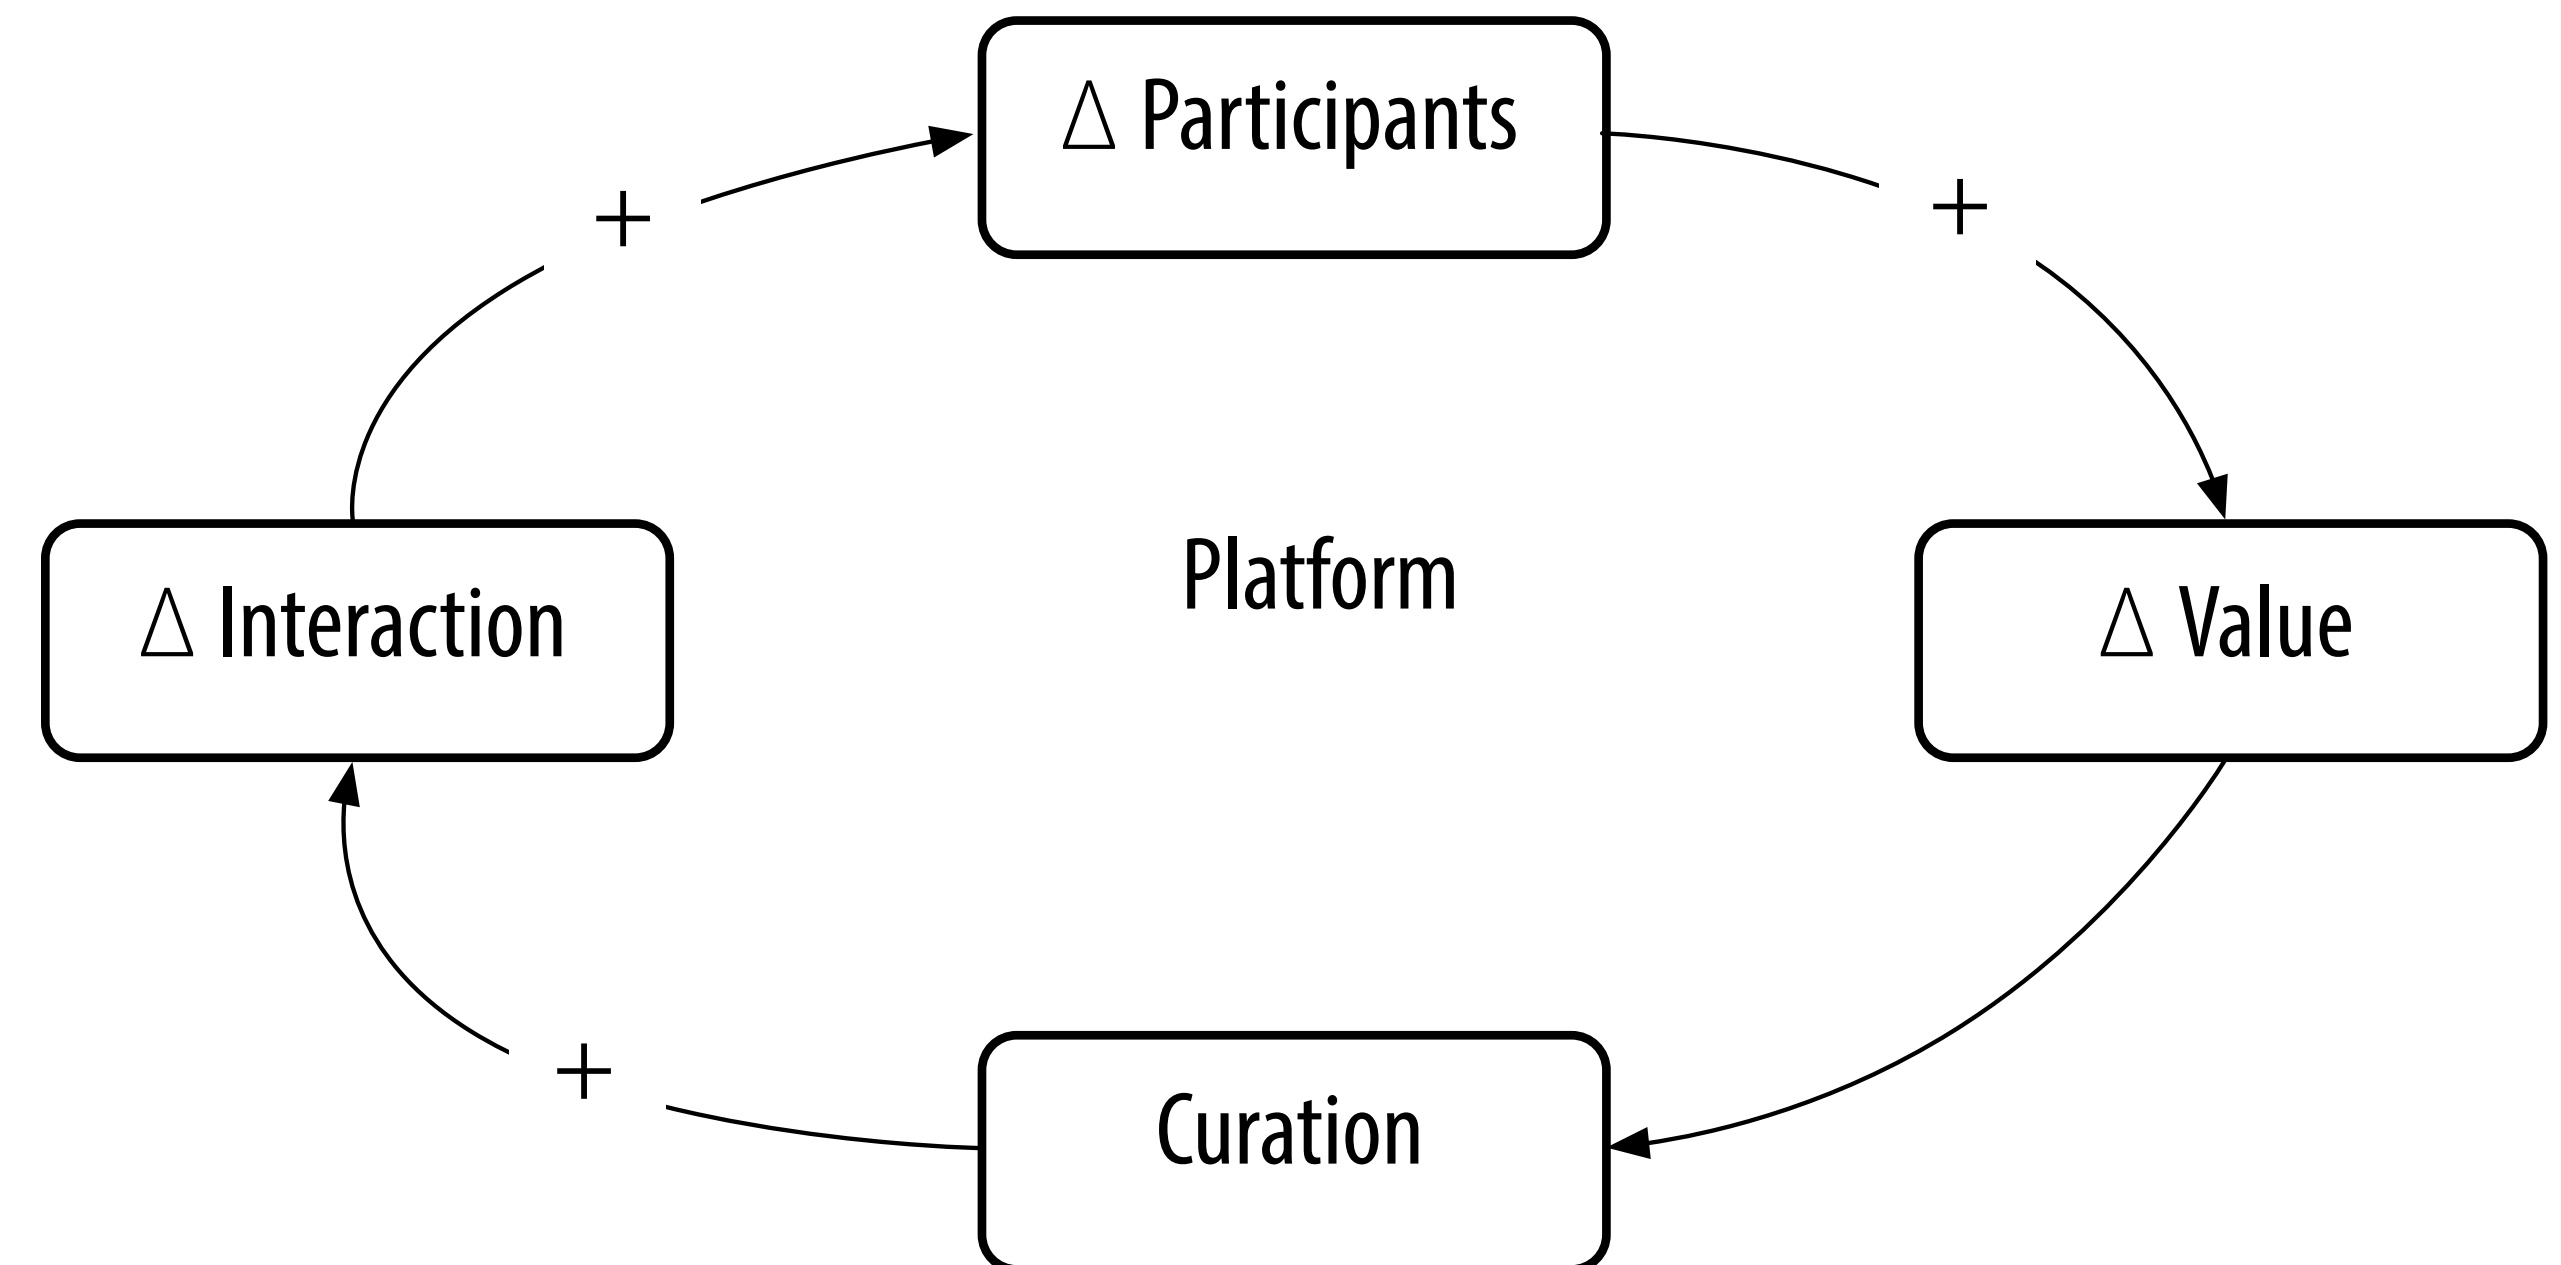 Δ Participants
+
+
Platform
Δ Interaction
Δ Value
+
Curation